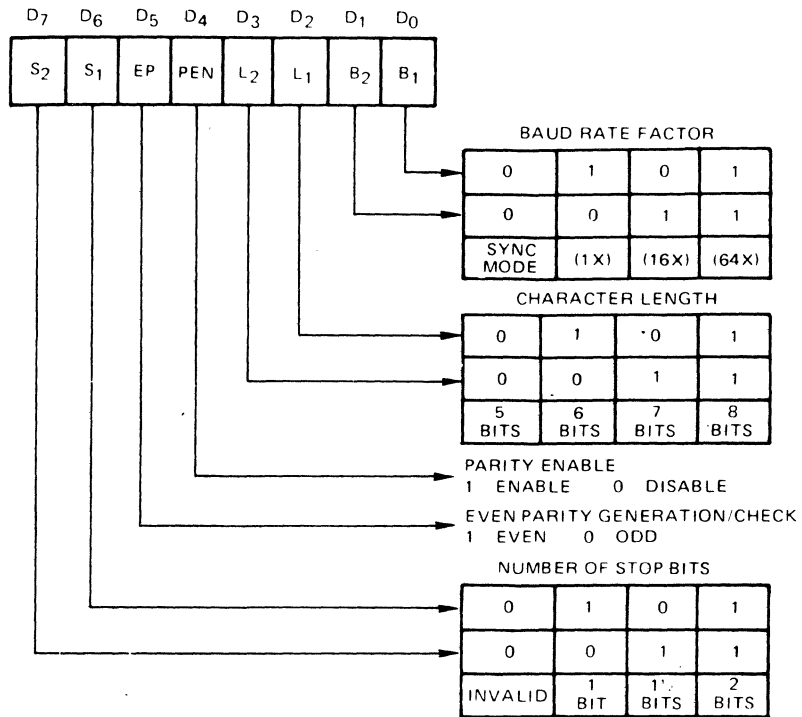 D7 D6 D5 D4 D3 D2 D1 D0
S2 S1 EP PEN L2 L1 B2 B1
BAUD RATE FACTOR
0 1 0 1
0 0 1 1
SYNC MODE (1X) (16X) (64X)
CHARACTER LENGTH
0 1 0 1
0 0 1 1
5 BITS 6 BITS 7 BITS 8 BITS
PARITY ENABLE
1 ENABLE 0 DISABLE
EVEN PARITY GENERATION/CHECK
1 EVEN 0 ODD
NUMBER OF STOP BITS
0 1 0 1
0 0 1 1
INVALID 1 BIT BITS 2 BITS